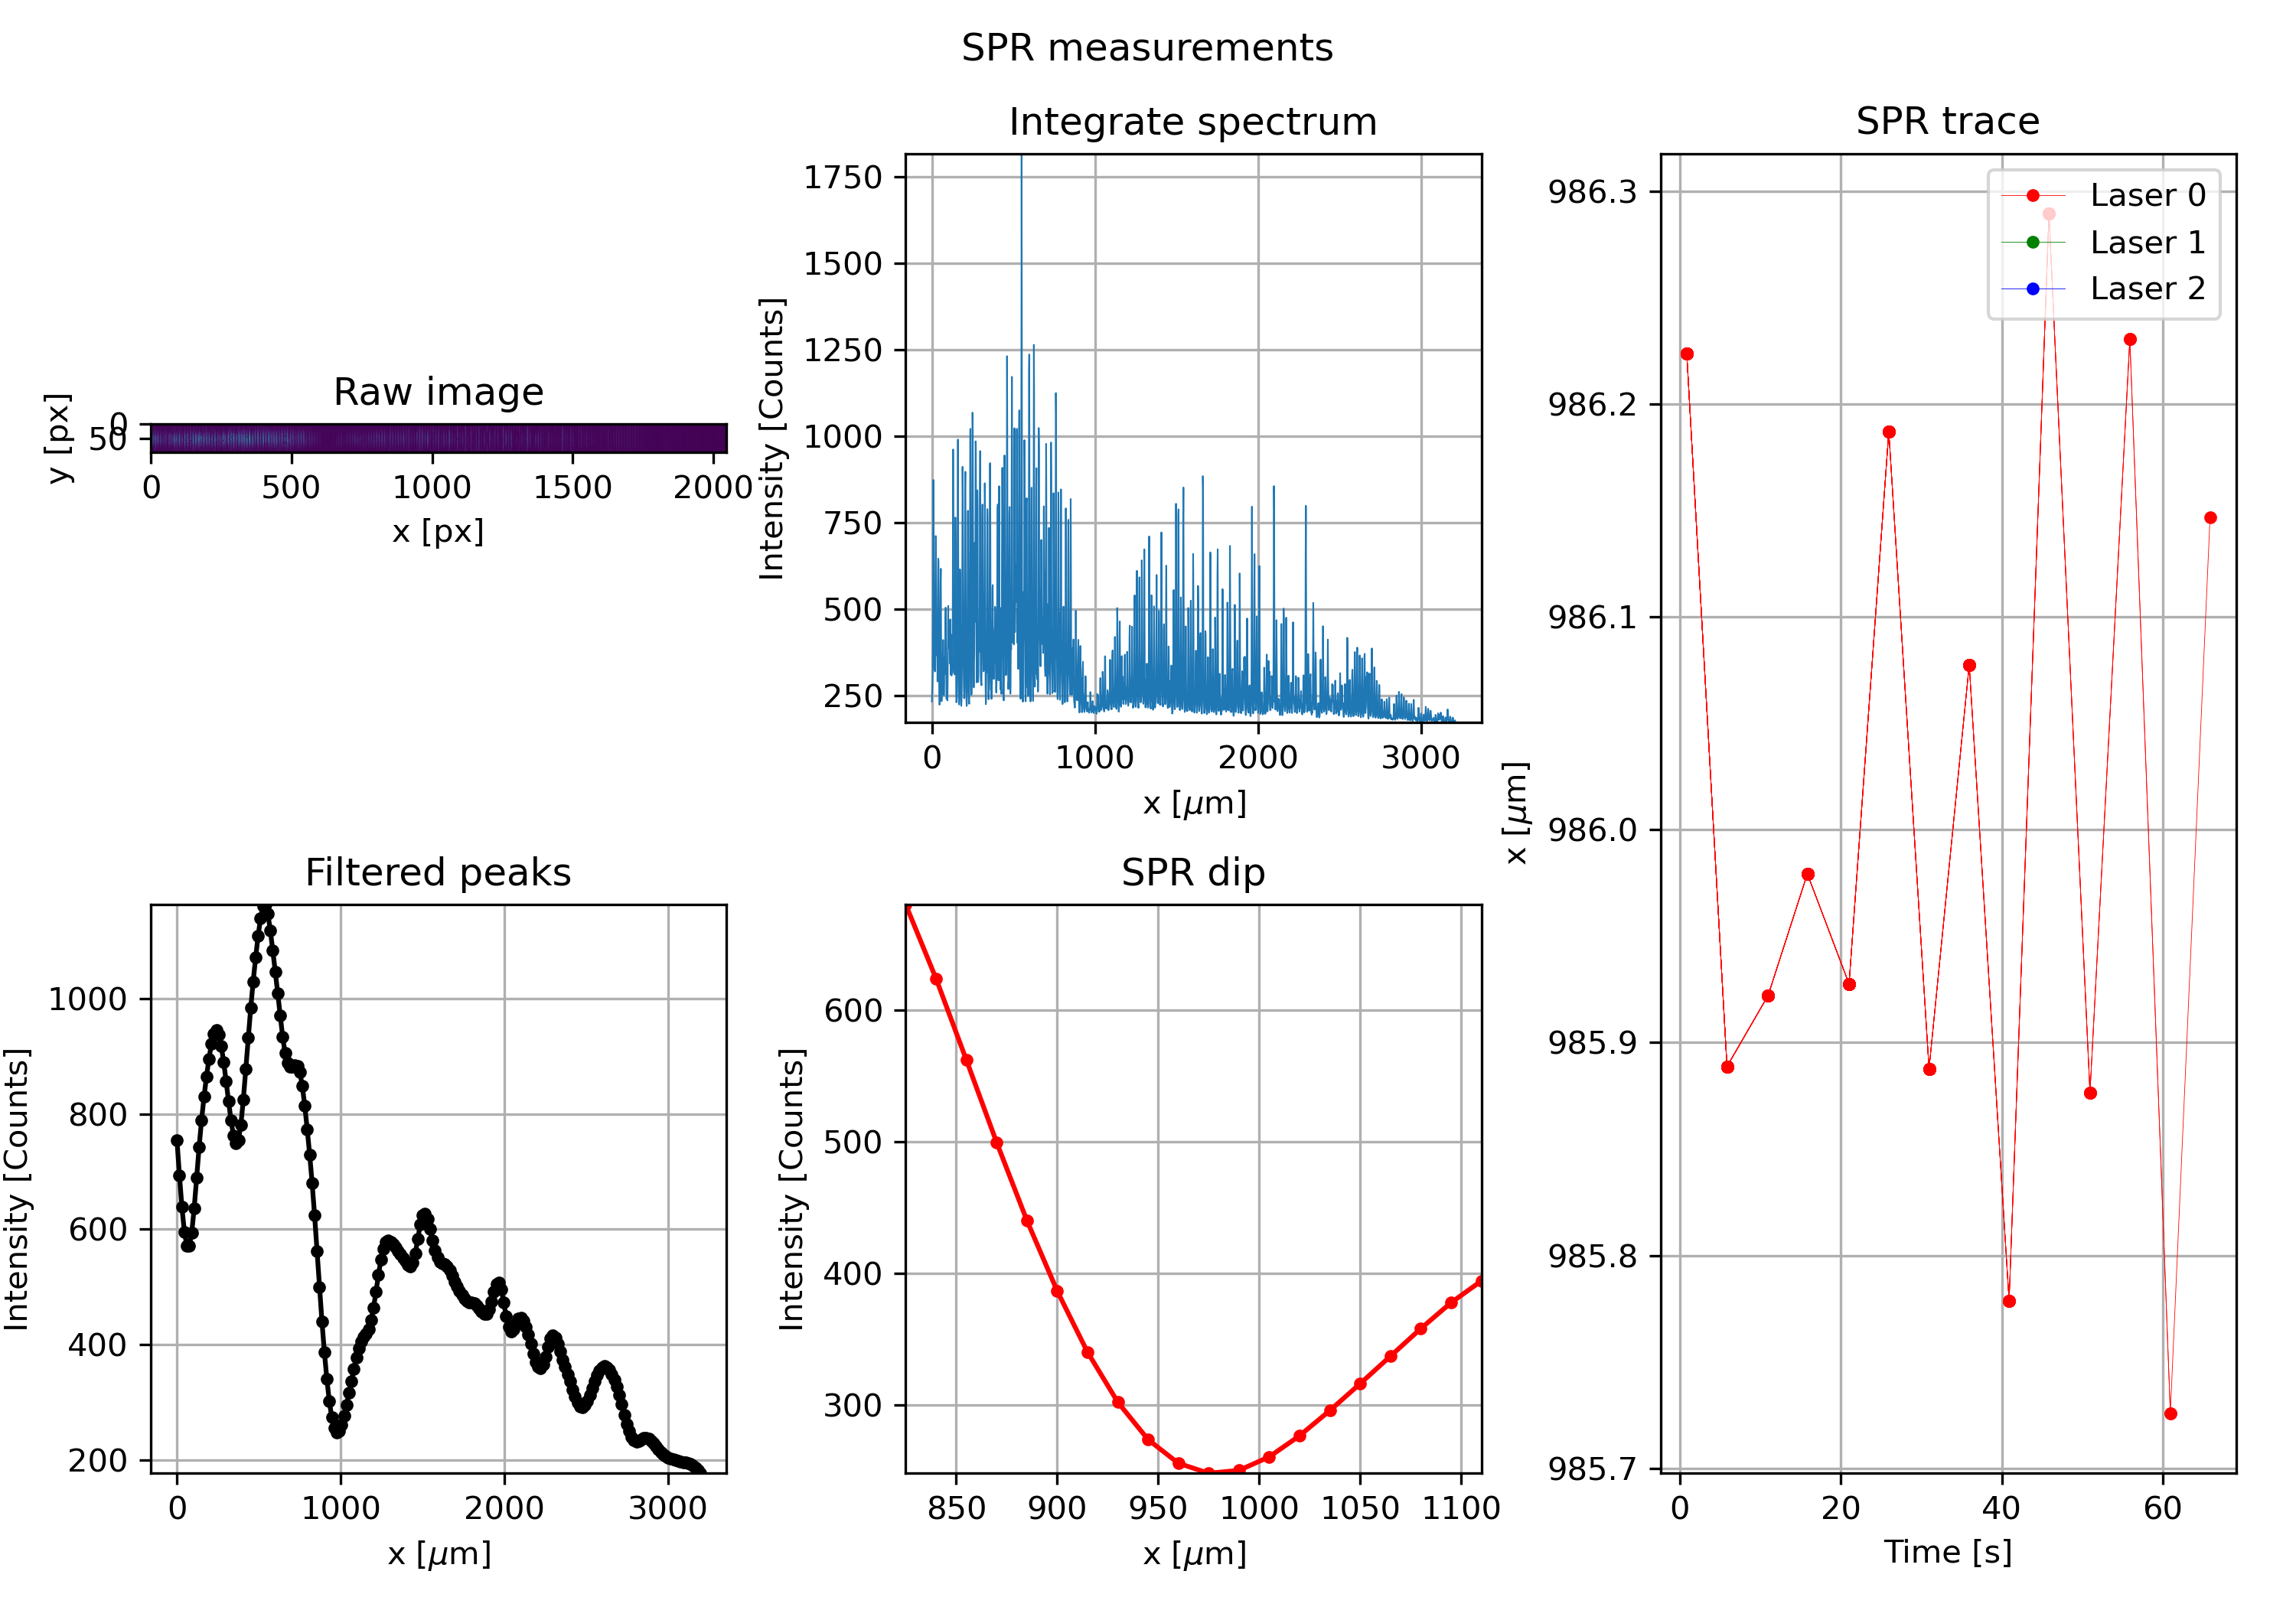 SPR measurements
Raw image
y [px]
0
50
0 500 1000 1500 2000
x [px]
Integrate spectrum
Intensity [Counts]
1750
1500
1250
1000
750
500
250
0 1000 2000 3000
x [μm]
SPR trace
Laser 0
Laser 1
Laser 2
x [μm]
986.3
986.2
986.1
986.0
985.9
985.8
985.7
0 20 40 60
Time [s]
Filtered peaks
Intensity [Counts]
1000
800
600
400
200
0 1000 2000 3000
x [μm]
SPR dip
Intensity [Counts]
600
500
400
300
850 900 950 1000 1050 1100
x [μm]